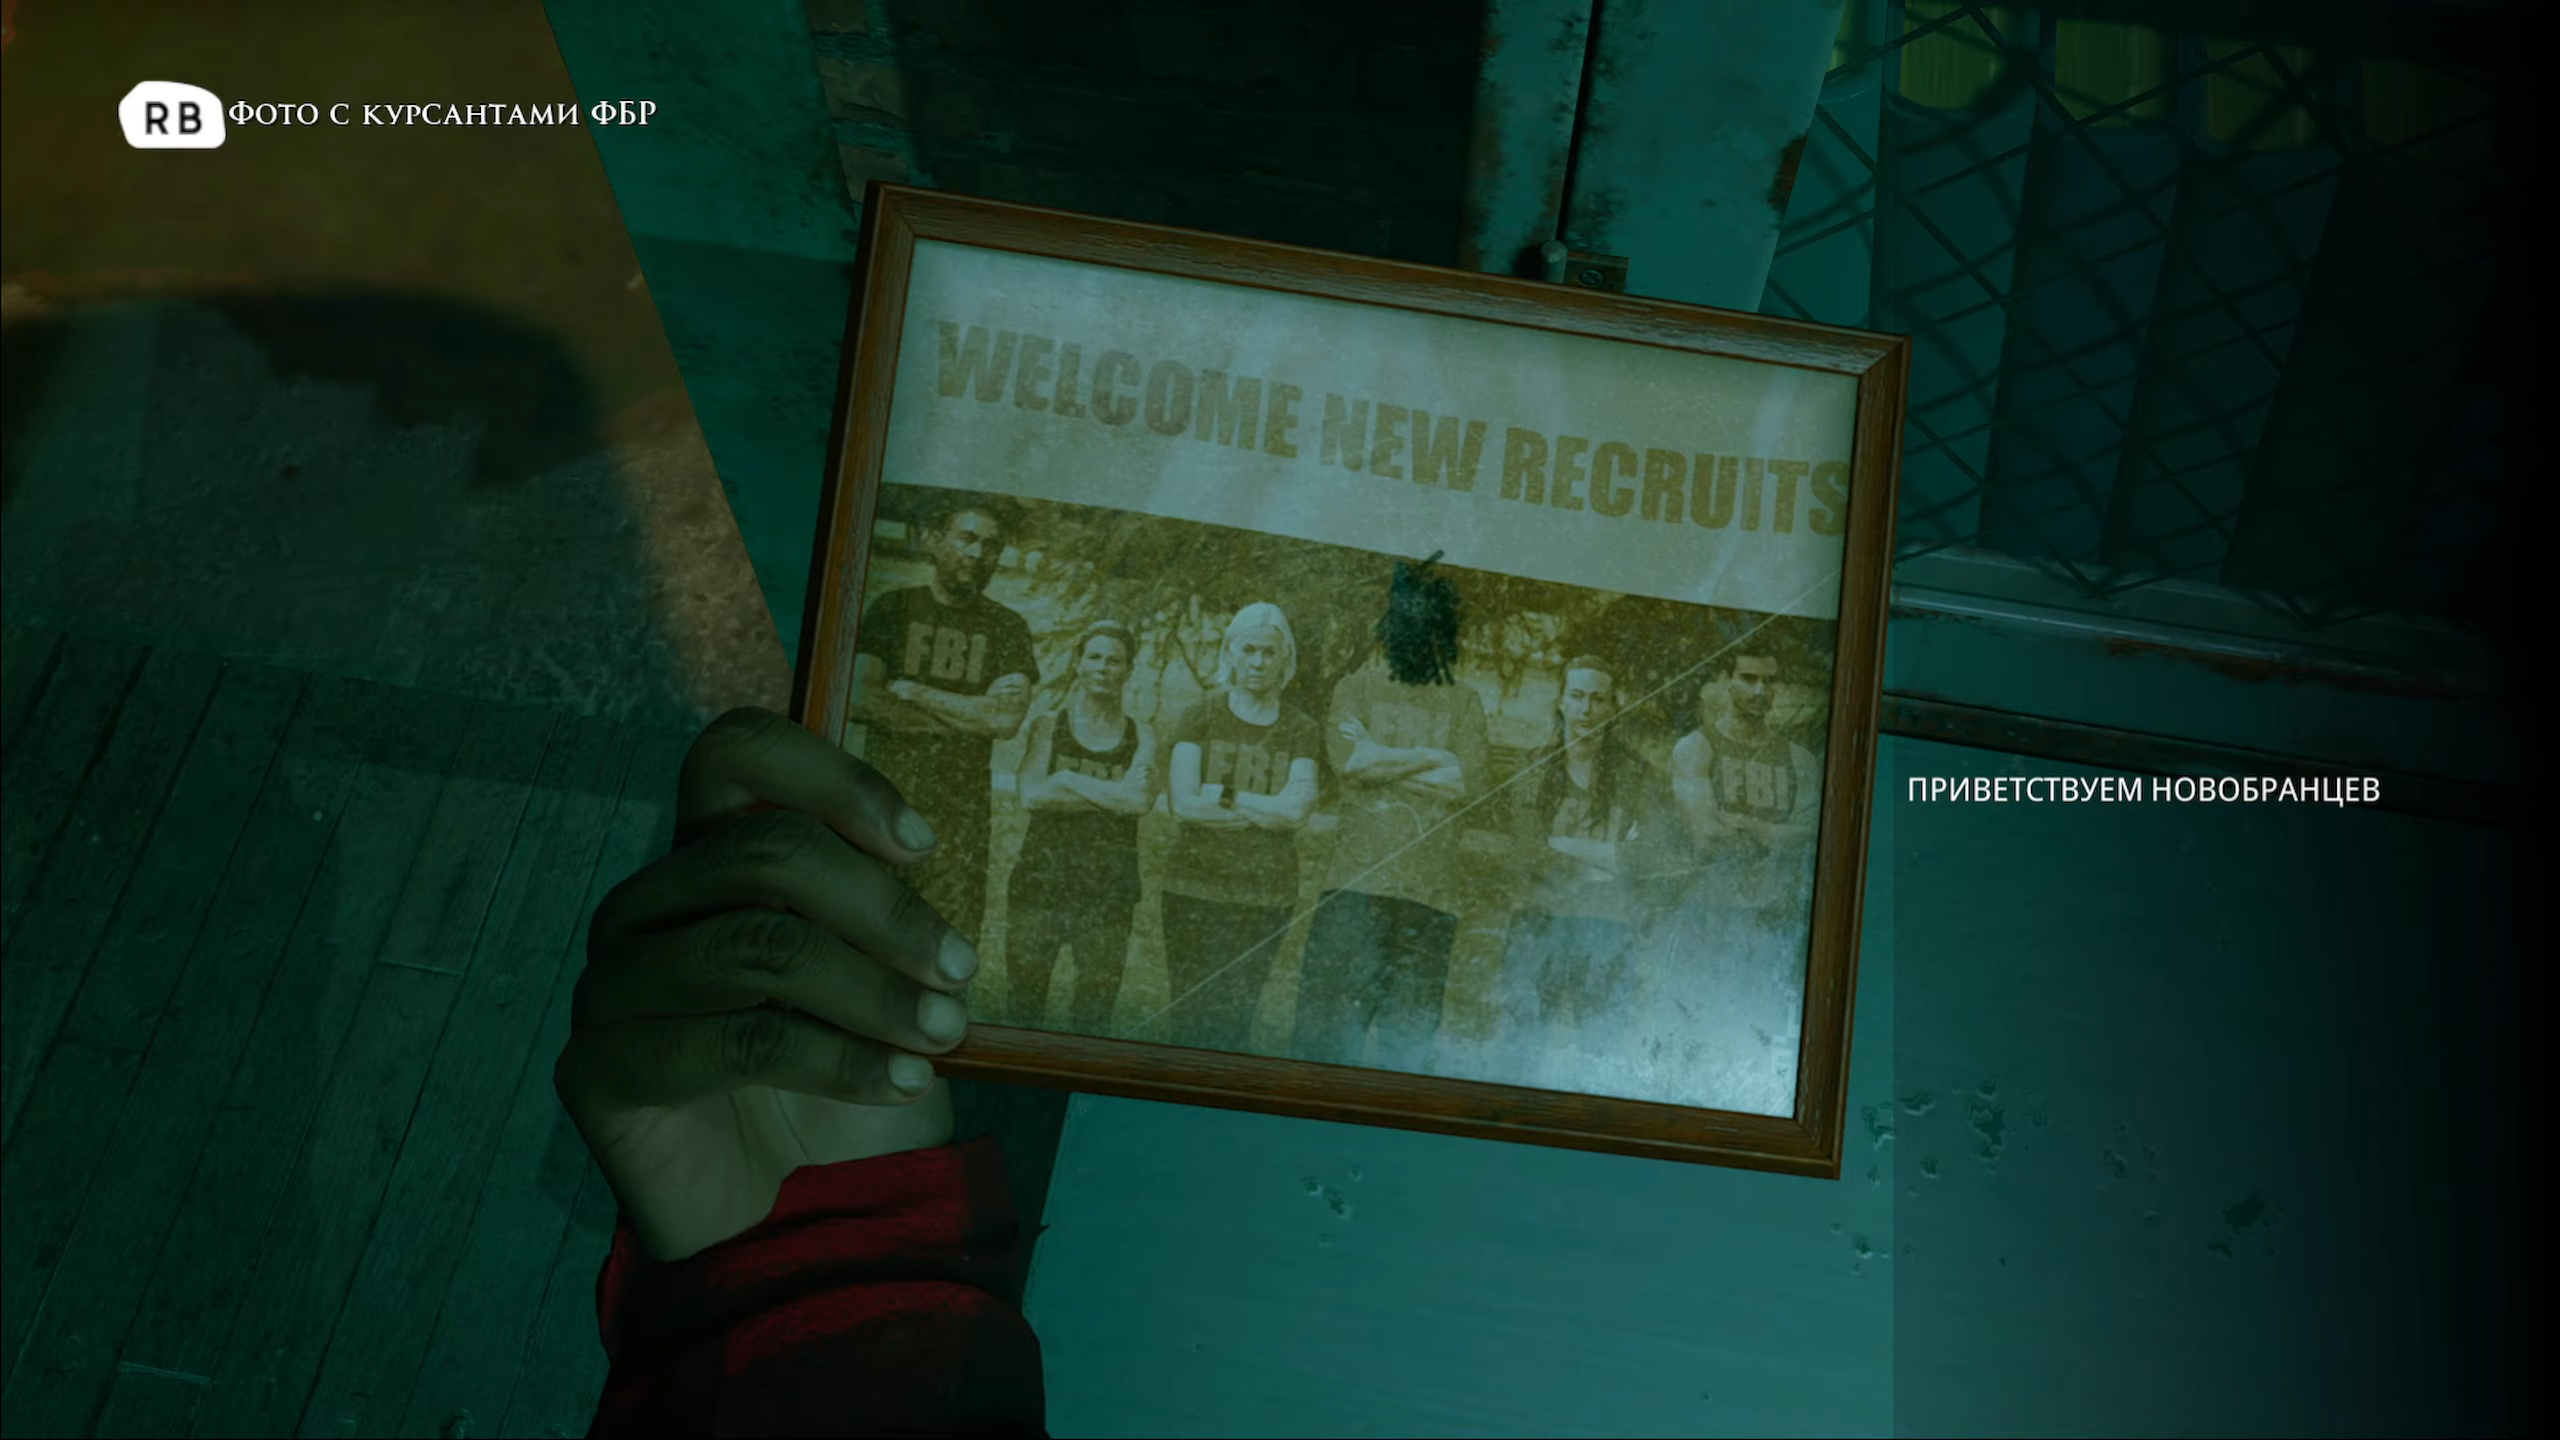 RB ФОТО С КУРСАНТАМИ ФБР
WELCOME NEW RECRUITS
FBI
FBI
FBI
FBI
ПРИВЕТСТВУЕМ НОВОБРАНЦЕВ